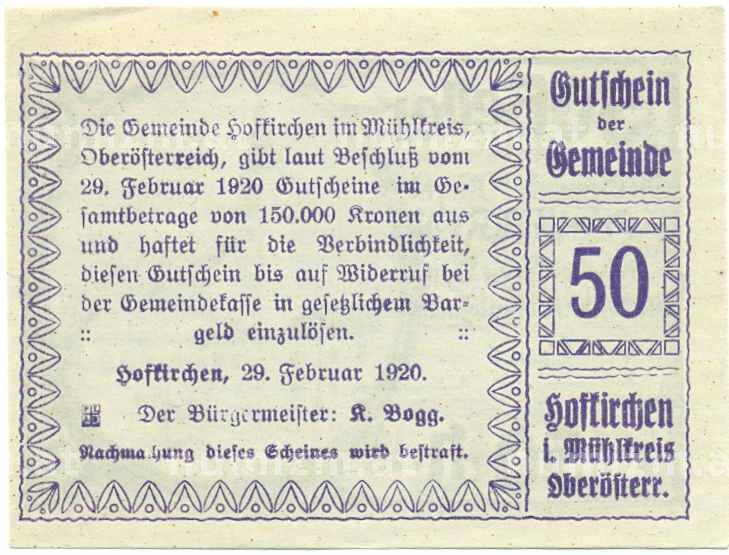 Die Gemeinde Hofkirchen im Mühlkreis,
Oberösterreich, gibt laut Beschluß vom
29. Februar 1920 Gutscheine im Ge-
samtbetrage von 150.000 Kronen aus
und haftet für die Verbindlichkeit,
diesen Gutschein bis auf Widerruf bei
der Gemeindekasse in gesetzlichem Bar-
:: geld einzulösen. ::
Hofkirchen, 29. Februar 1920.
Der Bürgermeister: K. Bogg.
Nachmahung dieses Scheines wird bestraft.
Gutschein
der
Gemeinde
50
Hofkirchen
i. Mühlkreis
Oberösterr.